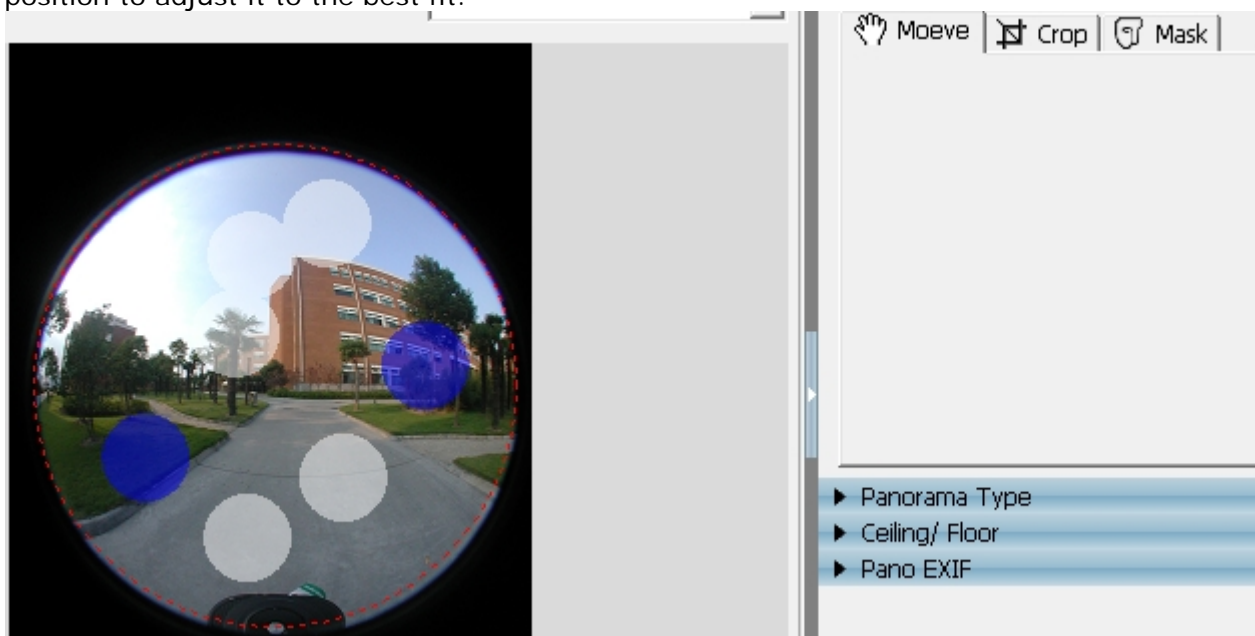 position to adjust it to the best fit.
Moeve Crop Mask
Panorama Type
Ceiling/ Floor
Pano EXIF